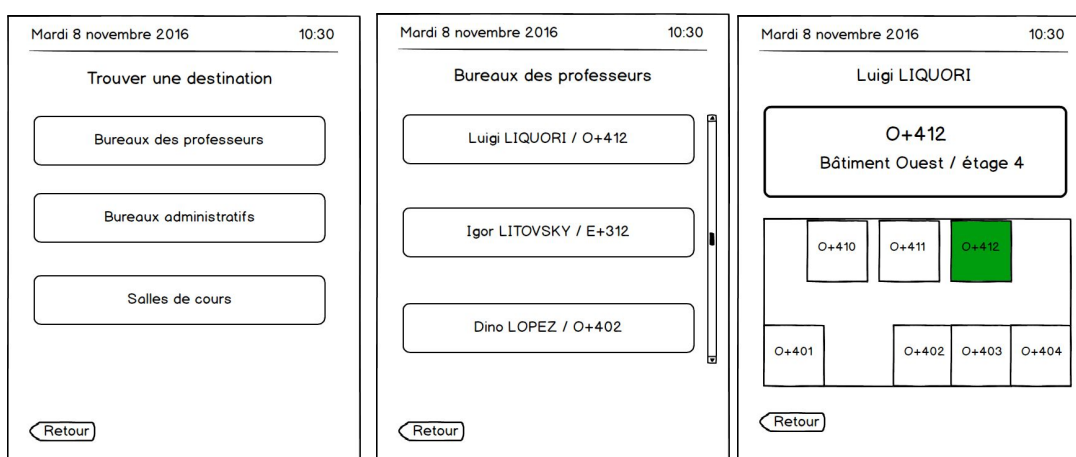 Mardi 8 novembre 2016 10:30
Trouver une destination
Bureaux des professeurs
Bureaux administratifs
Salles de cours
Retour
Mardi 8 novembre 2016 10:30
Bureaux des professeurs
Luigi LIQUORI / O+412
Igor LITOVSKY / E+312
Dino LOPEZ / O+402
Retour
Mardi 8 novembre 2016 10:30
Luigi LIQUORI
O+412
Bâtiment Ouest / étage 4
O+410 O+411 O+412
O+401 O+402 O+403 O+404
Retour